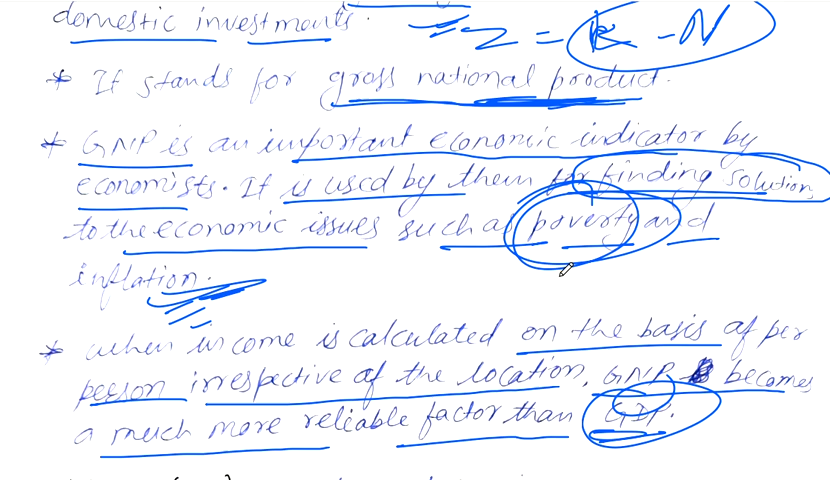 domestic investments.
Z = K - N
* It stands for gross national product.
* GNP is an important economic indicator by
economists. It is used by them for finding solutions
to the economic issues such as poverty and
inflation.
* when income is calculated on the basis of per
person irrespective of the location, GNP becomes
a much more reliable factor than GDP.